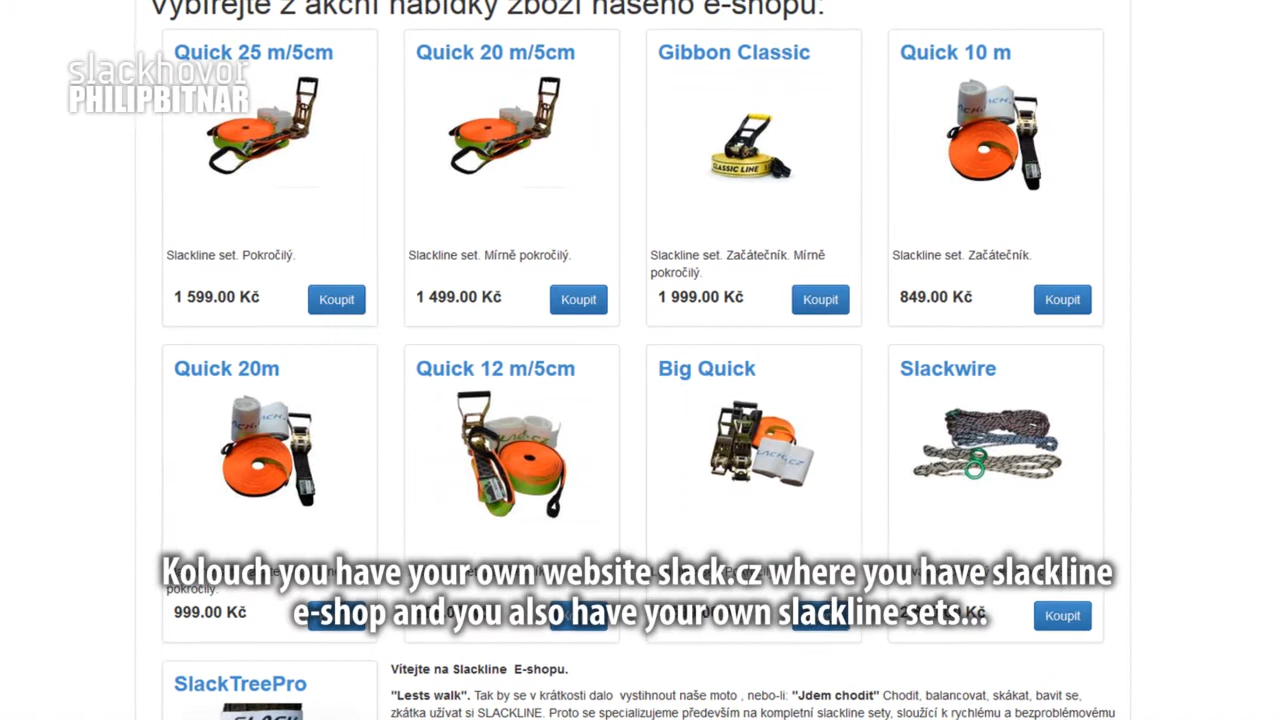 Vybírejte z akční nabídky zboží našeho e-shopu:
slackhovor
PHILIPBITNAR
Quick 25 m/5cm
Quick 20 m/5cm
Gibbon Classic
Quick 10 m
CLASSIC LINE
Slackline set. Pokročilý.
Slackline set. Mírně pokročilý.
Slackline set. Začátečník. Mírně
pokročilý.
Slackline set. Začátečník.
1 599.00 Kč
Koupit
1 499.00 Kč
Koupit
1 999.00 Kč
Koupit
849.00 Kč
Koupit
Quick 20m
Quick 12 m/5cm
Big Quick
Slackwire
Kolouch you have your own website slack.cz where you have slackline
e-shop and you also have your own slackline sets...
pokročilý.
999.00 Kč
Koupit
SlackTreePro
Vítejte na Slackline E-shopu.
"Lests walk". Tak by se v krátkosti dalo vystihnout naše moto , nebo-li: "Jdem chodit" Chodit, balancovat, skákat, bavit se,
zkátka užívat si SLACKLINE. Proto se specializujeme především na kompletní slackline sety, sloužící k rychlému a bezproblémovému